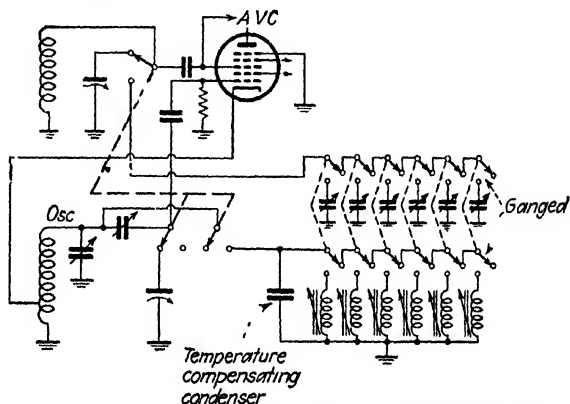 AVC
Osc
Ganged
Temperature
compensating
condenser